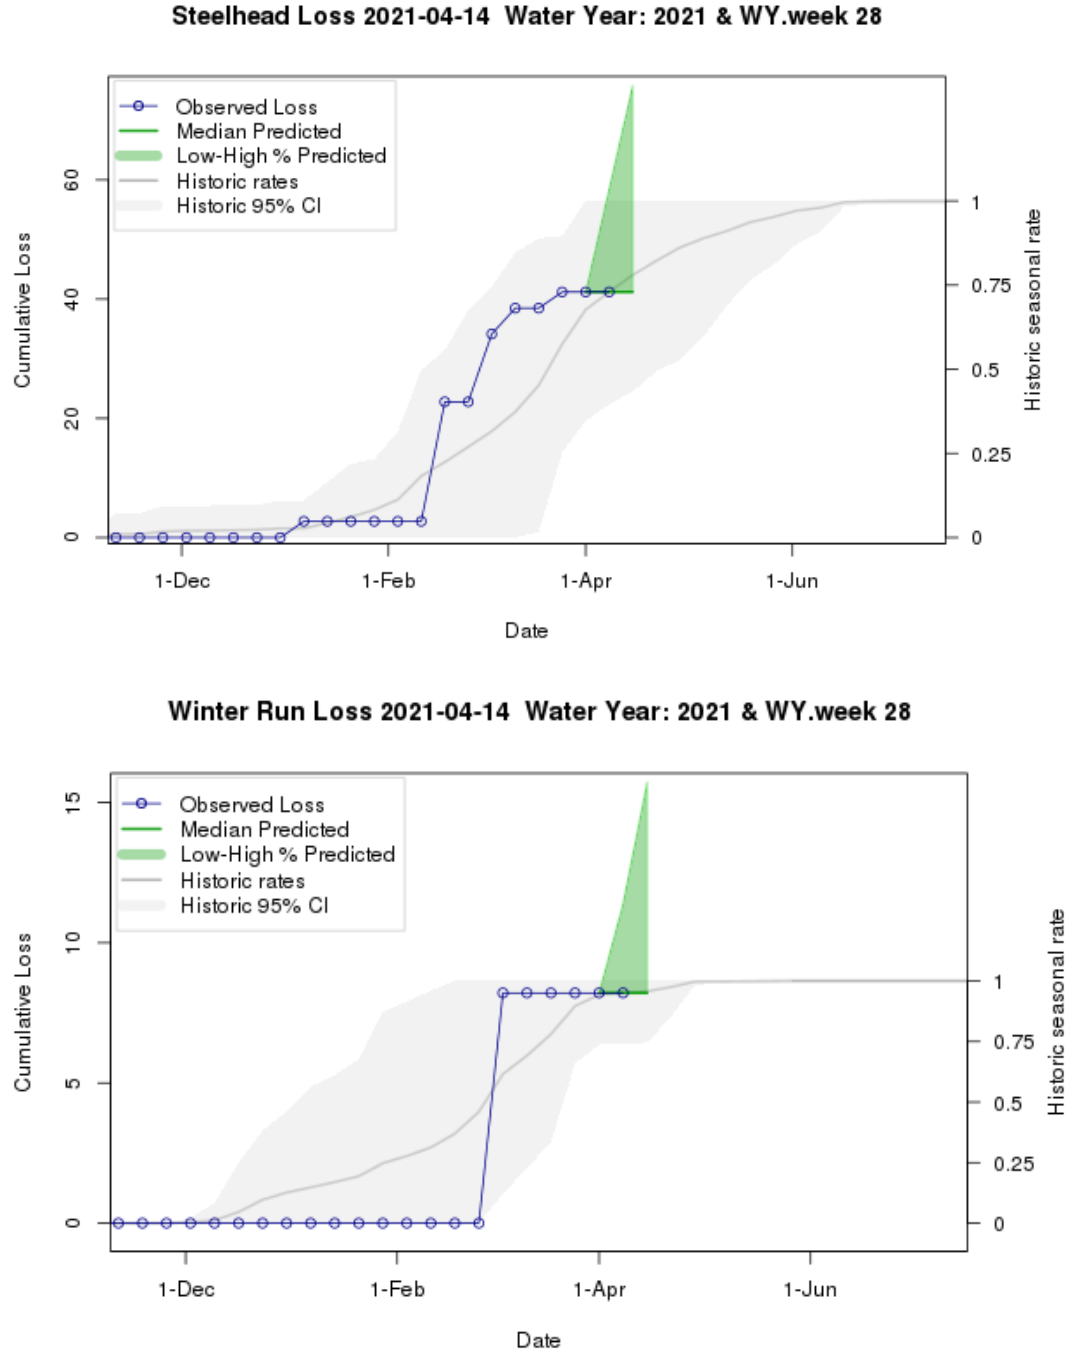 Steelhead Loss 2021-04-14  Water Year: 2021 & WY.week 28
Observed Loss
Median Predicted
Low-High % Predicted
Historic rates
Historic 95% CI
Cumulative Loss
0
20
40
60
Historic seasonal rate
1
0.75
0.5
0.25
0
1-Dec
1-Feb
1-Apr
1-Jun
Date
Winter Run Loss 2021-04-14  Water Year: 2021 & WY.week 28
Observed Loss
Median Predicted
Low-High % Predicted
Historic rates
Historic 95% CI
Cumulative Loss
0
5
10
15
Historic seasonal rate
1
0.75
0.5
0.25
0
1-Dec
1-Feb
1-Apr
1-Jun
Date